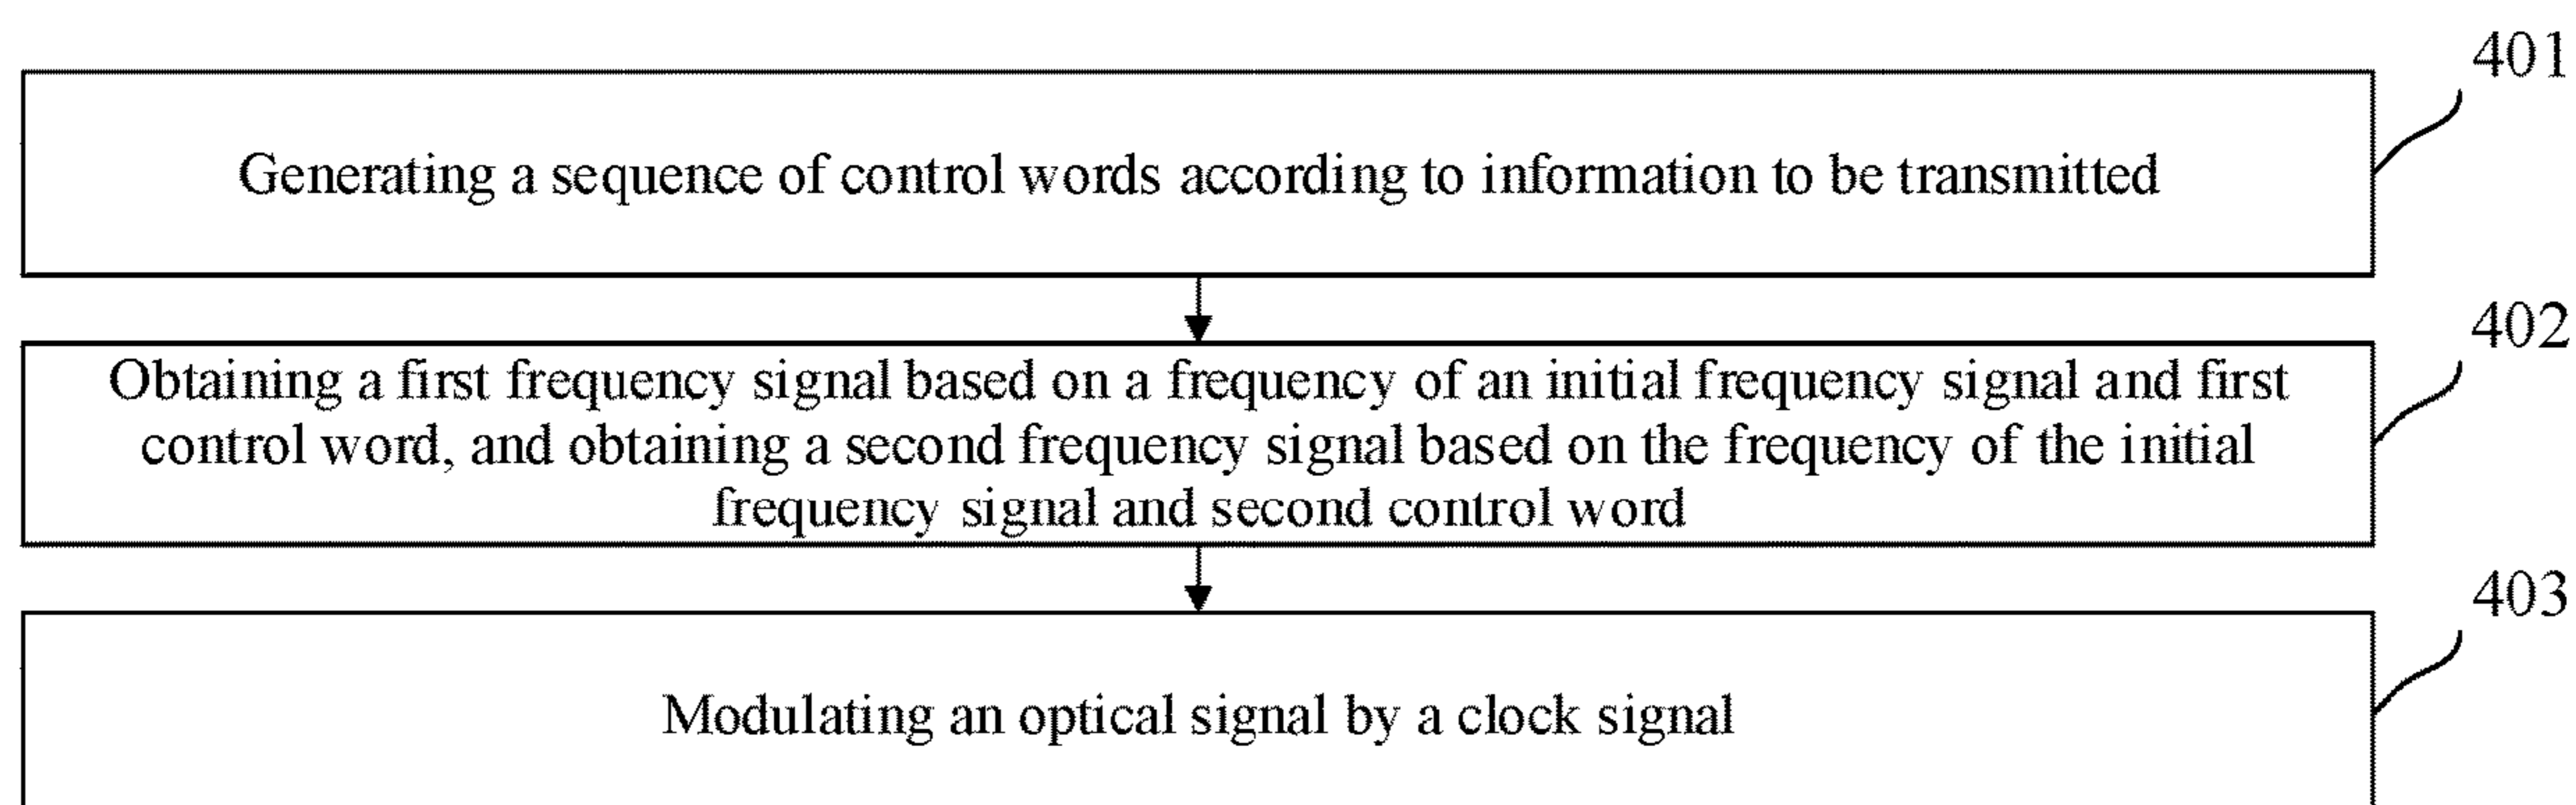 401
Generating a sequence of control words according to information to be transmitted
402
Obtaining a first frequency signal based on a frequency of an initial frequency signal and first
control word, and obtaining a second frequency signal based on the frequency of the initial
frequency signal and second control word
403
Modulating an optical signal by a clock signal